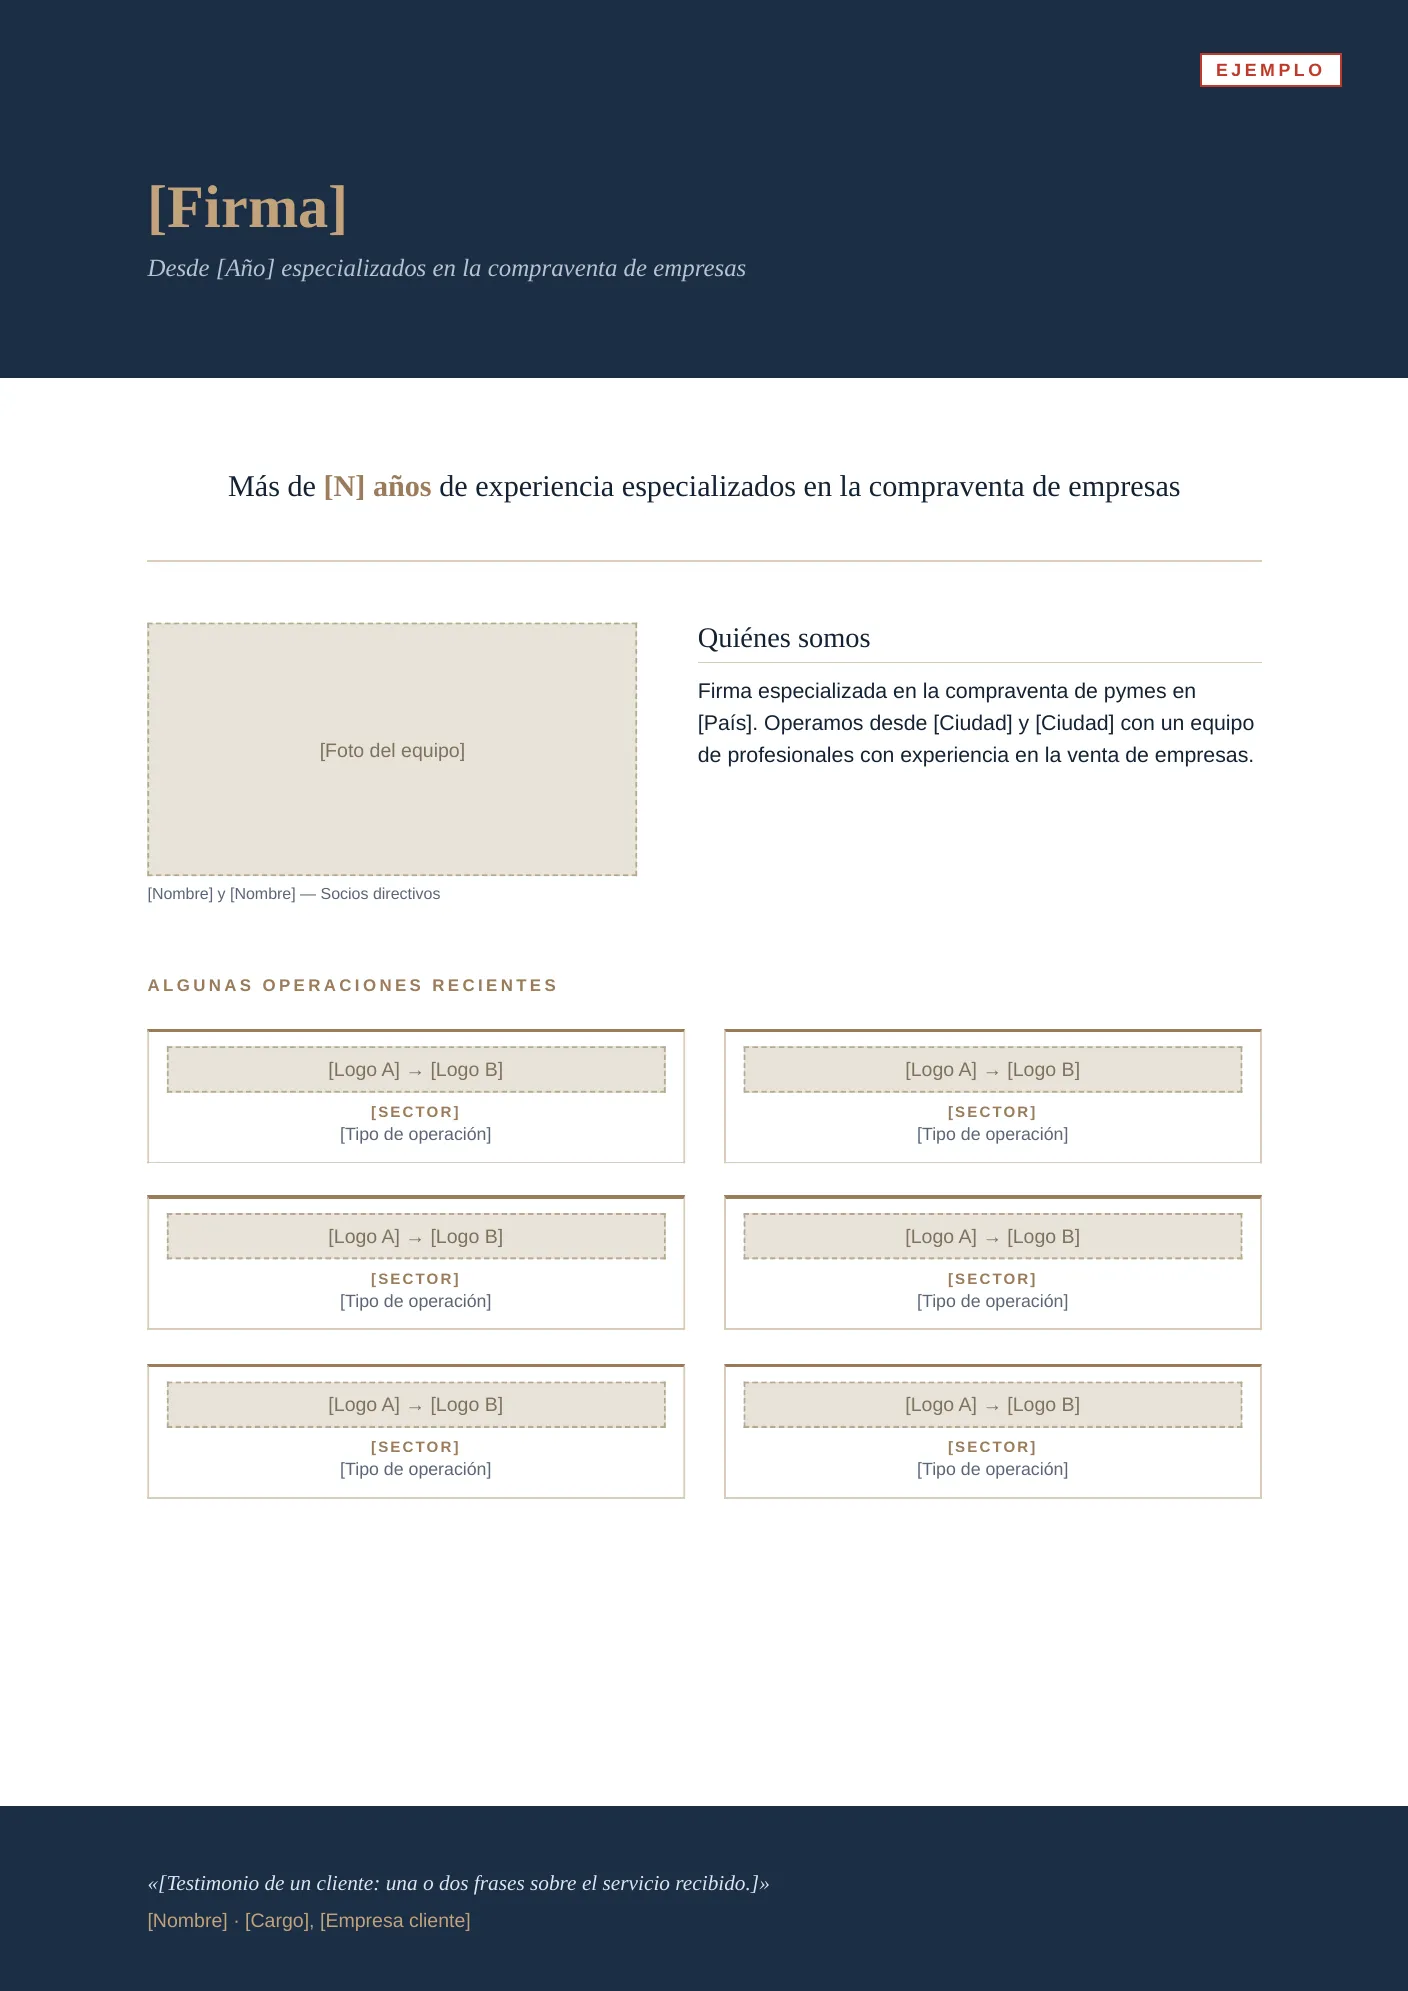 EJEMPLO
[Firma]
Desde [Año] especializados en la compraventa de empresas
Más de [N] años de experiencia especializados en la compraventa de empresas
[Foto del equipo]
[Nombre] y [Nombre] — Socios directivos
Quiénes somos
Firma especializada en la compraventa de pymes en
[País]. Operamos desde [Ciudad] y [Ciudad] con un equipo
de profesionales con experiencia en la venta de empresas.
ALGUNAS OPERACIONES RECIENTES
[Logo A] → [Logo B]
[SECTOR]
[Tipo de operación]
[Logo A] → [Logo B]
[SECTOR]
[Tipo de operación]
[Logo A] → [Logo B]
[SECTOR]
[Tipo de operación]
[Logo A] → [Logo B]
[SECTOR]
[Tipo de operación]
[Logo A] → [Logo B]
[SECTOR]
[Tipo de operación]
[Logo A] → [Logo B]
[SECTOR]
[Tipo de operación]
«[Testimonio de un cliente: una o dos frases sobre el servicio recibido.]»
[Nombre] · [Cargo], [Empresa cliente]